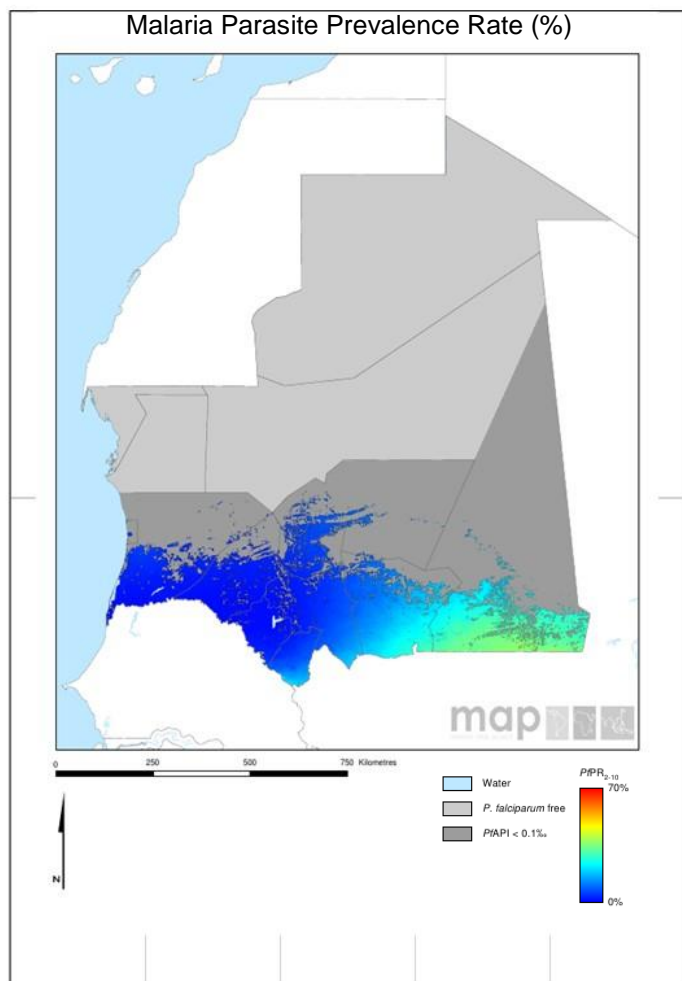 Malaria Parasite Prevalence Rate (%)
map
0 250 500 750 Kilometres
N
Water
P. falciparum free
PfAPI < 0.1‰
PfPR2-10
70%
0%